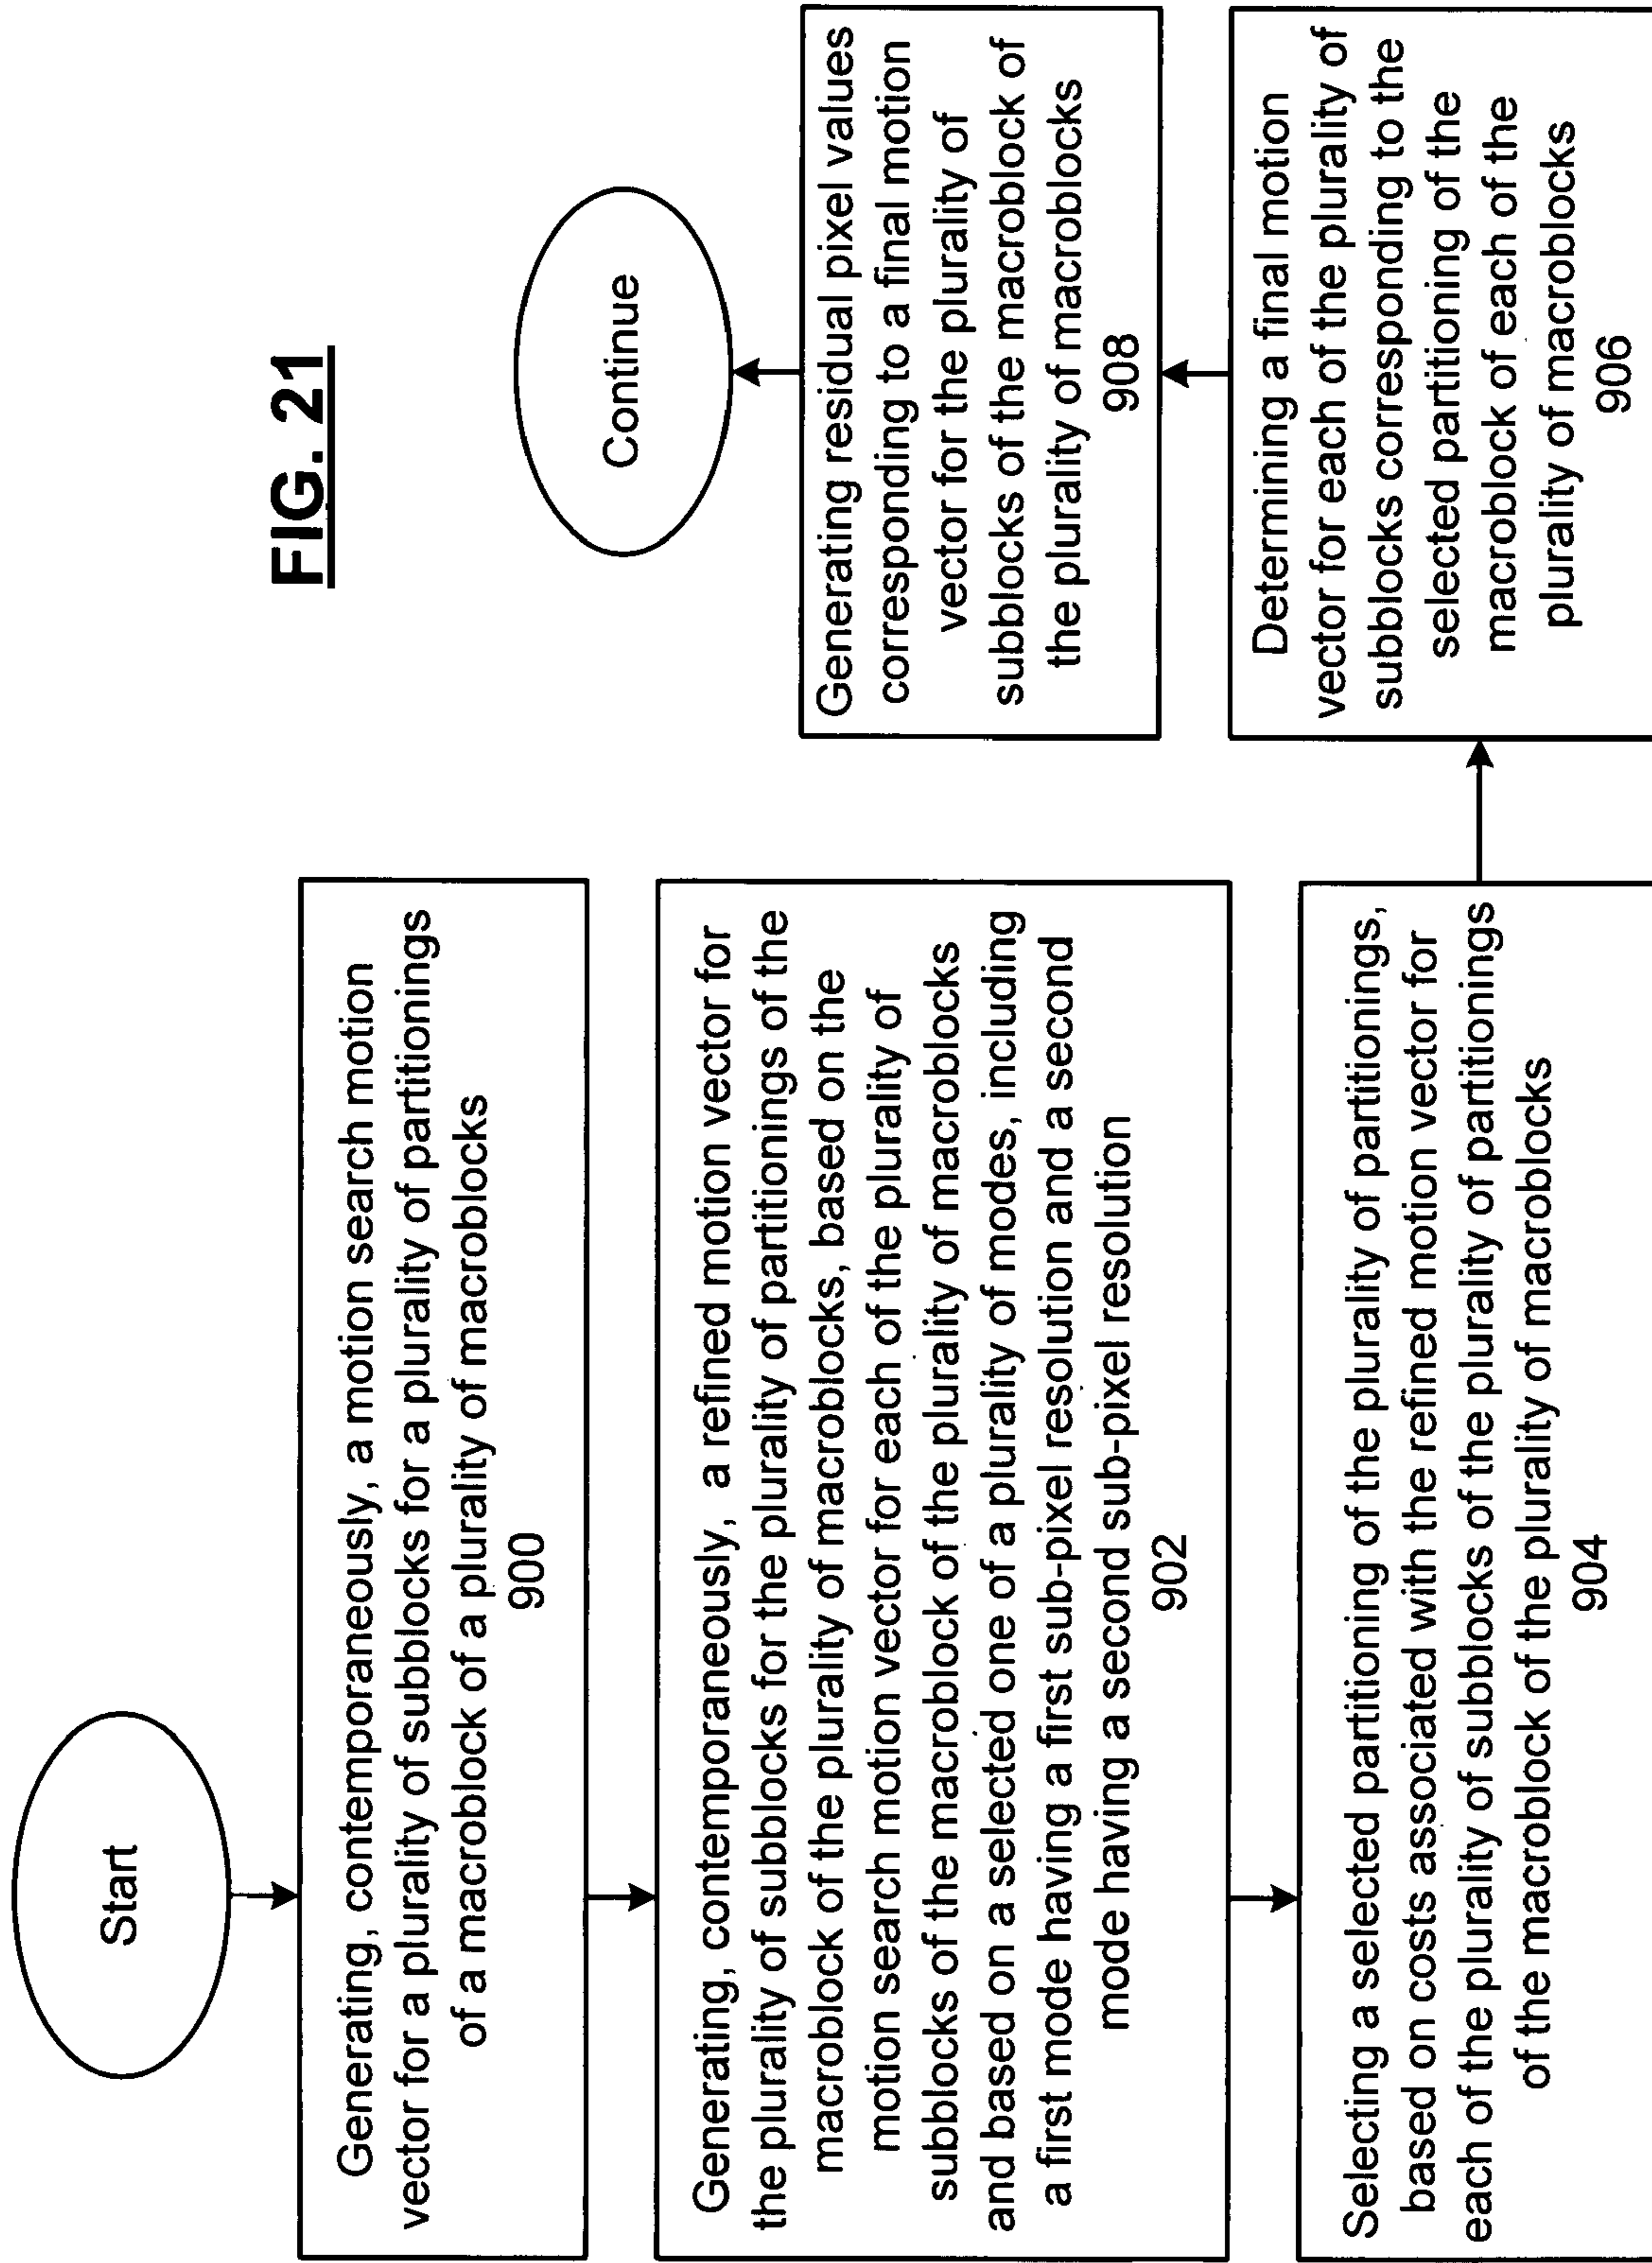 FIG. 21
Start
Generating, contemporaneously, a motion search motion
vector for a plurality of subblocks for a plurality of partitionings
of a macroblock of a plurality of macroblocks
900
Generating, contemporaneously, a refined motion vector for
the plurality of subblocks for the plurality of partitionings of the
macroblock of the plurality of macroblocks, based on the
motion search motion vector for each of the plurality of
subblocks of the macroblock of the plurality of macroblocks
and based on a selected one of a plurality of modes, including
a first mode having a first sub-pixel resolution and a second
mode having a second sub-pixel resolution
902
Selecting a selected partitioning of the plurality of partitionings,
based on costs associated with the refined motion vector for
each of the plurality of subblocks of the plurality of partitionings
of the macroblock of the plurality of macroblocks
904
Determining a final motion
vector for each of the plurality of
subblocks corresponding to the
selected partitioning of the
macroblock of each of the
plurality of macroblocks
906
Generating residual pixel values
corresponding to a final motion
vector for the plurality of
subblocks of the macroblock of
the plurality of macroblocks
908
Continue